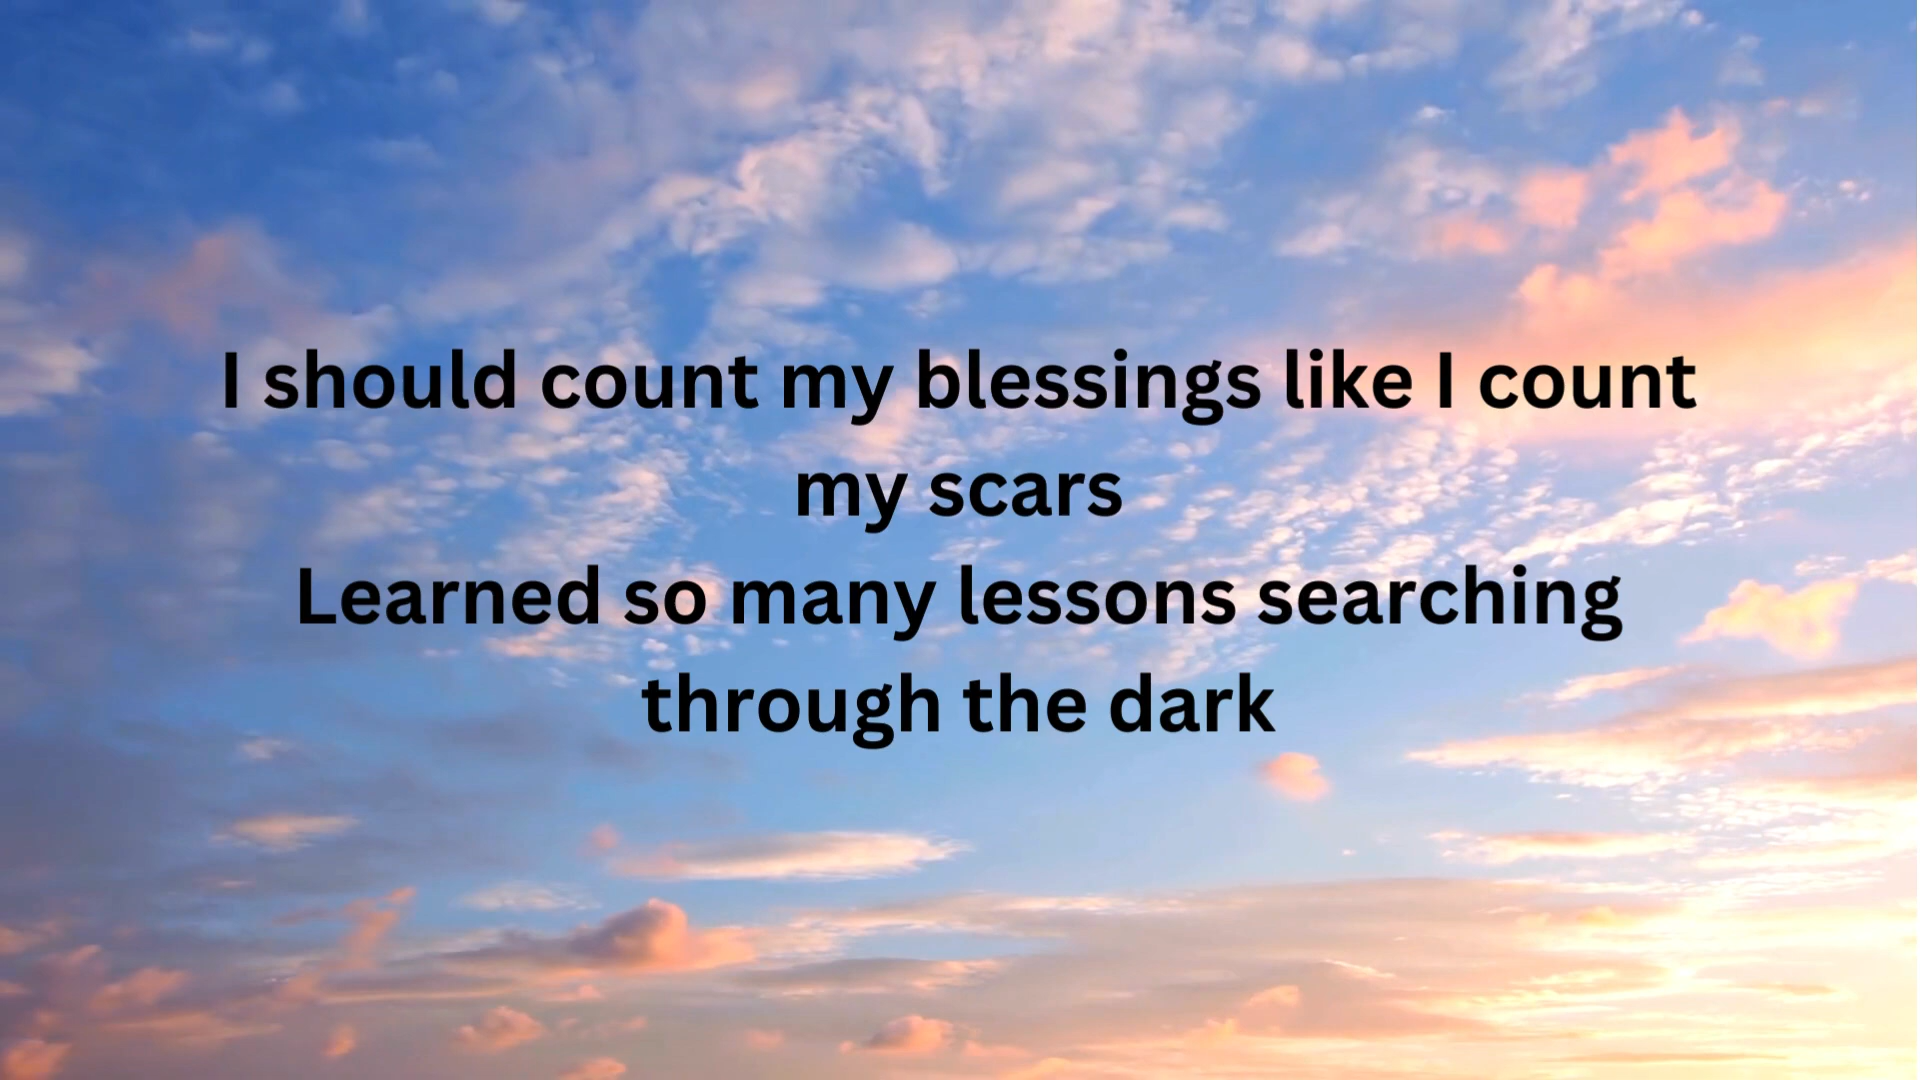 I should count my blessings like I count
my scars
Learned so many lessons searching
through the dark